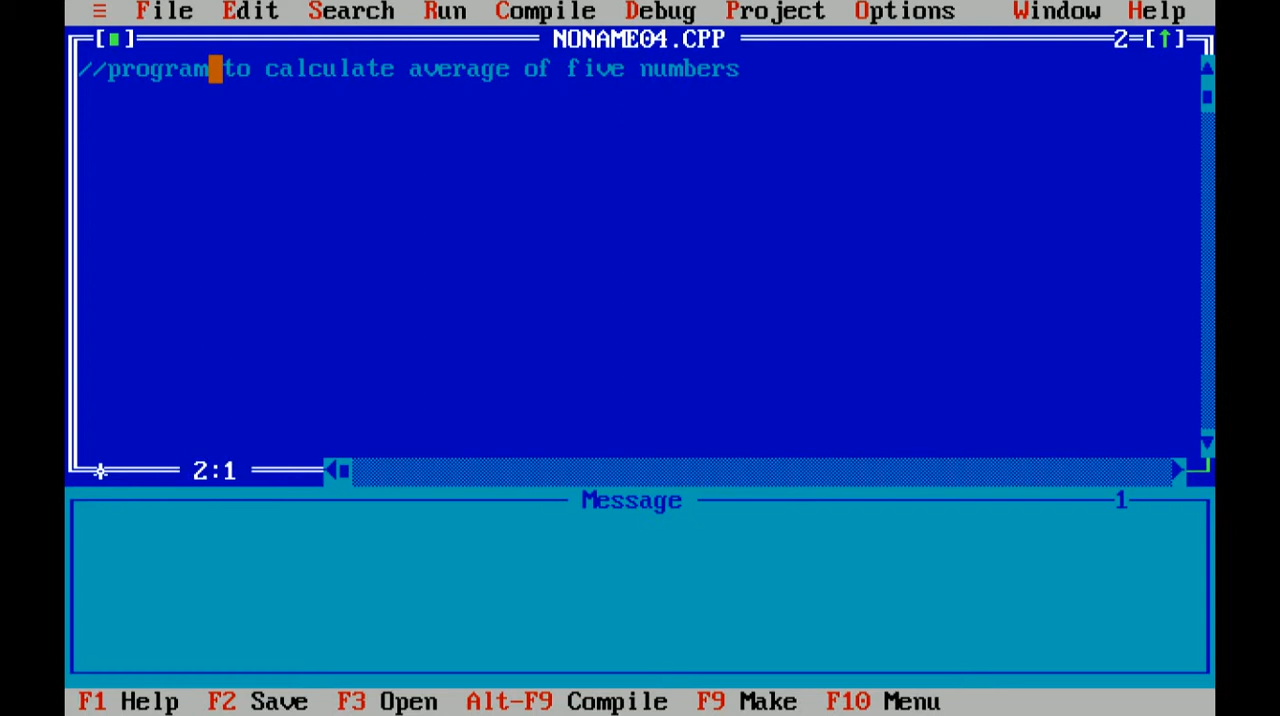 ≡ File Edit Search Run Compile Debug Project Options Window Help
[■] NONAME04.CPP 2=[↑]
//program to calculate average of five numbers
2:1
Message 1
F1 Help F2 Save F3 Open Alt-F9 Compile F9 Make F10 Menu